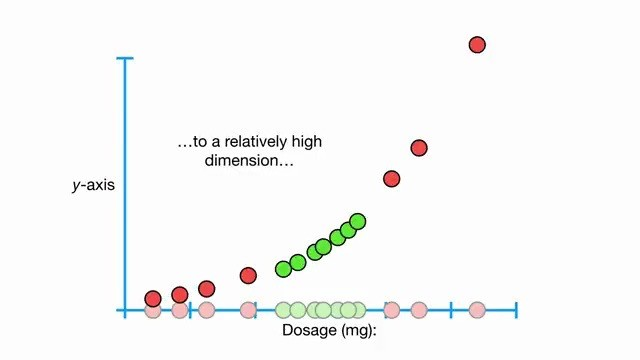 …to a relatively high
dimension…
y-axis
Dosage (mg):